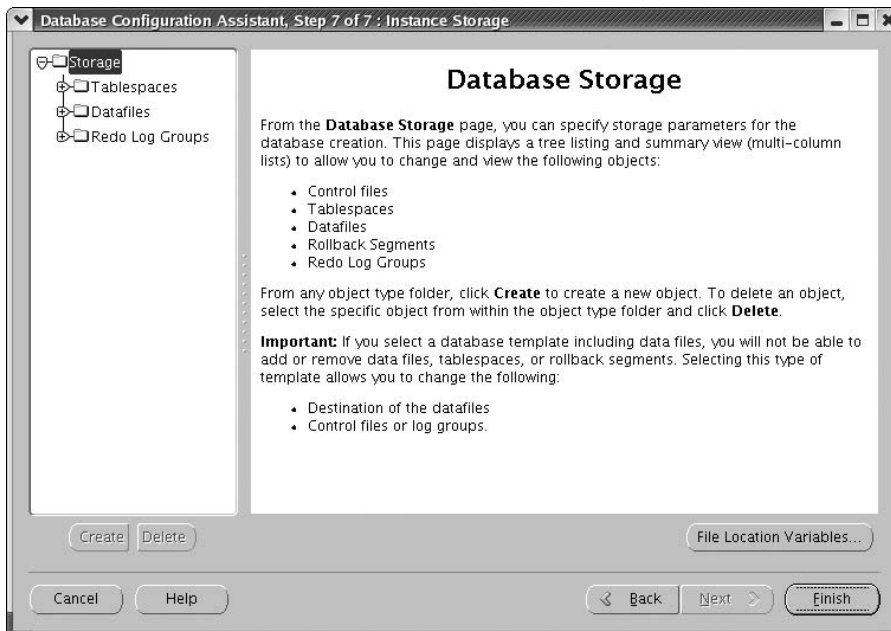 Database Configuration Assistant, Step 7 of 7 : Instance Storage
Storage
Tablespaces
Datafiles
Redo Log Groups
Database Storage
From the Database Storage page, you can specify storage parameters for the
database creation. This page displays a tree listing and summary view (multi-column
lists) to allow you to change and view the following objects:
• Control files
• Tablespaces
• Datafiles
• Rollback Segments
• Redo Log Groups
From any object type folder, click Create to create a new object. To delete an object,
select the specific object from within the object type folder and click Delete.
Important: If you select a database template including data files, you will not be able to
add or remove data files, tablespaces, or rollback segments. Selecting this type of
template allows you to change the following:
• Destination of the datafiles
• Control files or log groups.
Create Delete
File Location Variables...
Cancel Help Back Next Finish